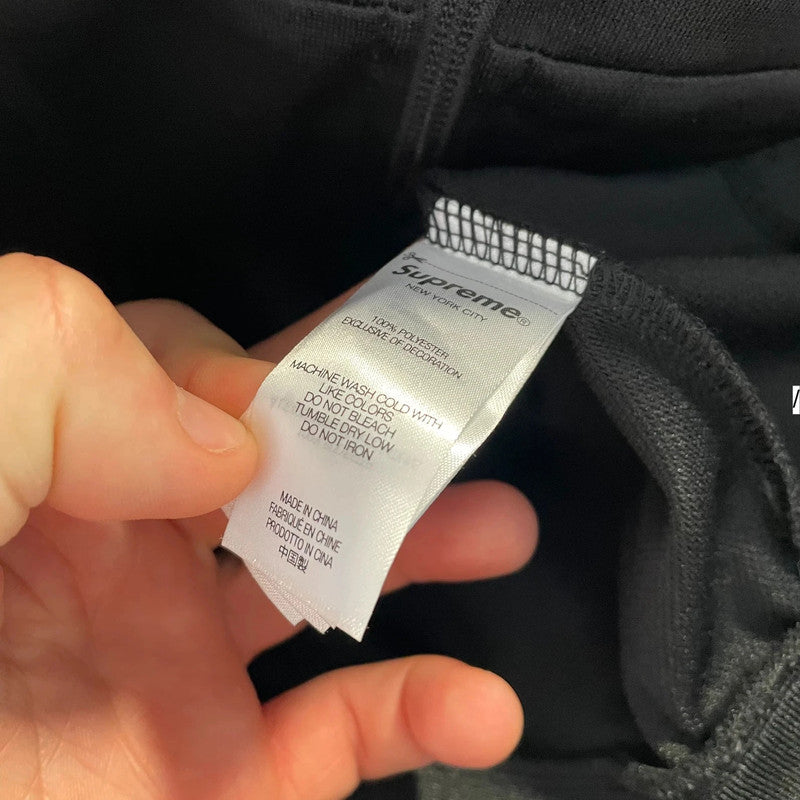 Supreme®
NEW YORK CITY
100% POLYESTER
EXCLUSIVE OF DECORATION
MACHINE WASH COLD WITH
LIKE COLORS
DO NOT BLEACH
TUMBLE DRY LOW
DO NOT IRON
MADE IN CHINA
FABRIQUÉ EN CHINE
PRODOTTO IN CINA
中国製